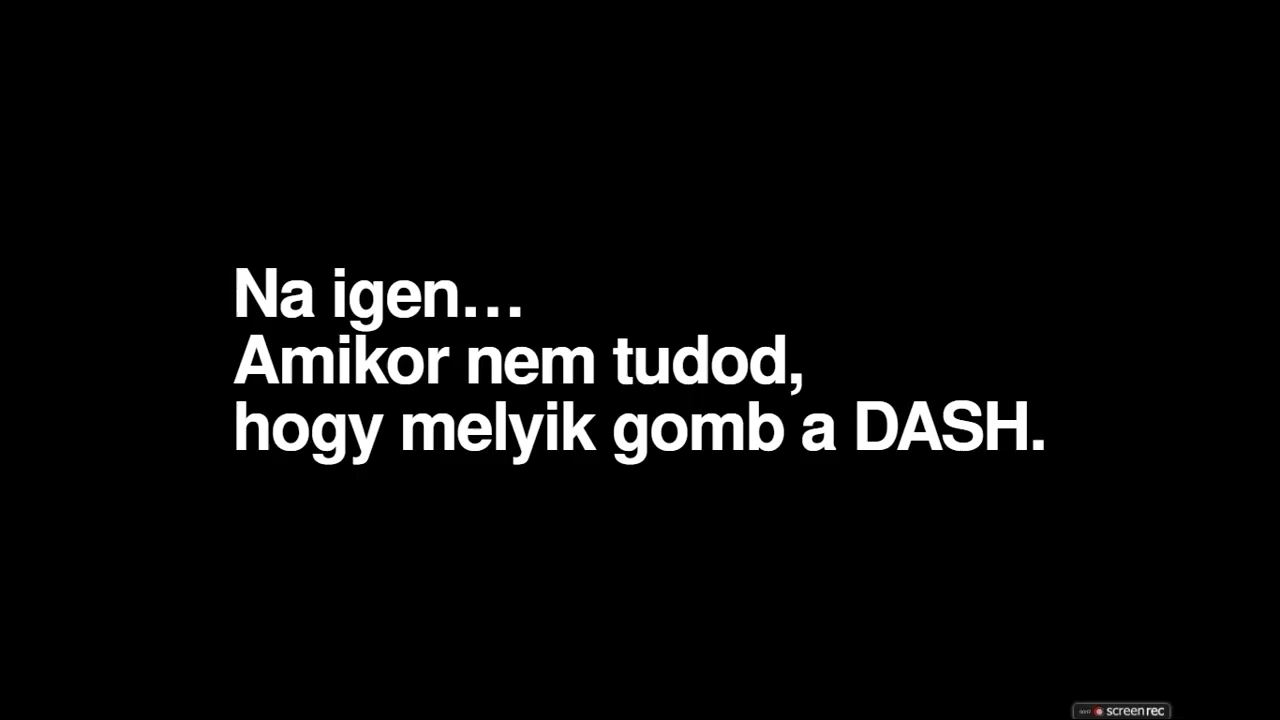 Na igen…
Amikor nem tudod,
hogy melyik gomb a DASH.
screenrec